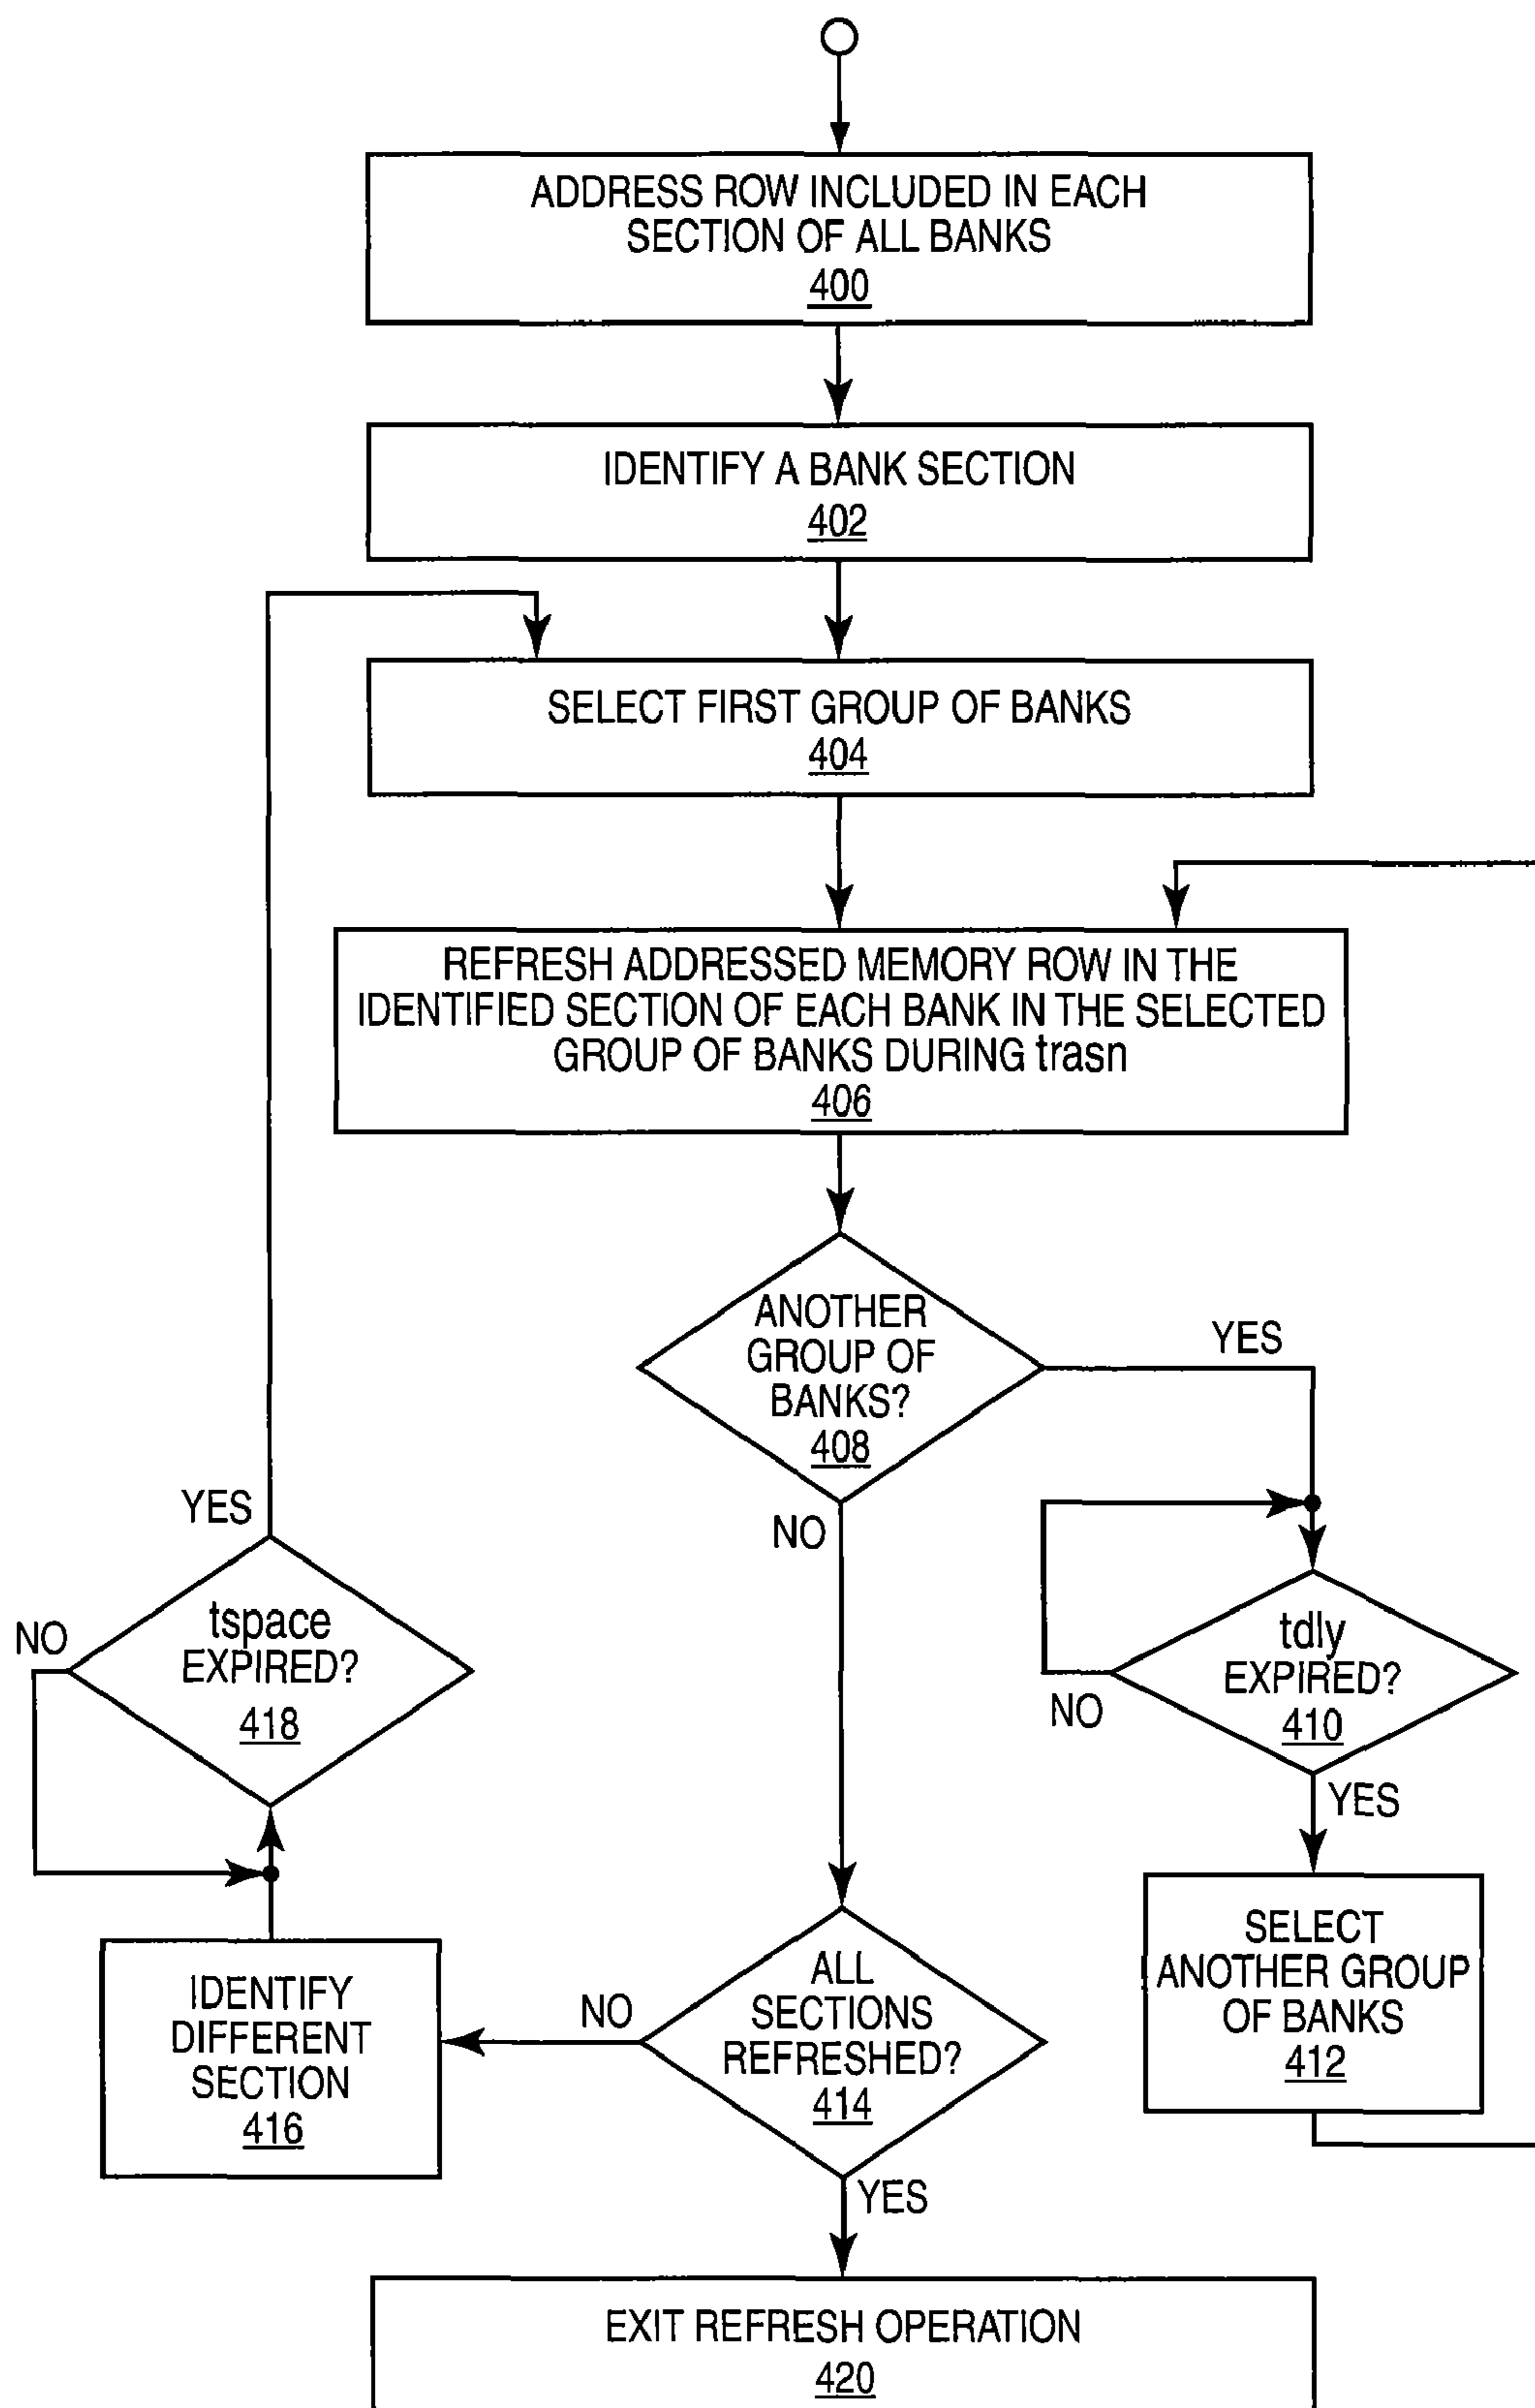 ADDRESS ROW INCLUDED IN EACH
SECTION OF ALL BANKS
400
IDENTIFY A BANK SECTION
402
SELECT FIRST GROUP OF BANKS
404
REFRESH ADDRESSED MEMORY ROW IN THE
IDENTIFIED SECTION OF EACH BANK IN THE SELECTED
GROUP OF BANKS DURING trasn
406
ANOTHER
GROUP OF
BANKS?
408
YES
NO
tdly
EXPIRED?
410
NO
YES
SELECT
ANOTHER GROUP
OF BANKS
412
ALL
SECTIONS
REFRESHED?
414
NO
YES
IDENTIFY
DIFFERENT
SECTION
416
tspace
EXPIRED?
418
NO
YES
EXIT REFRESH OPERATION
420